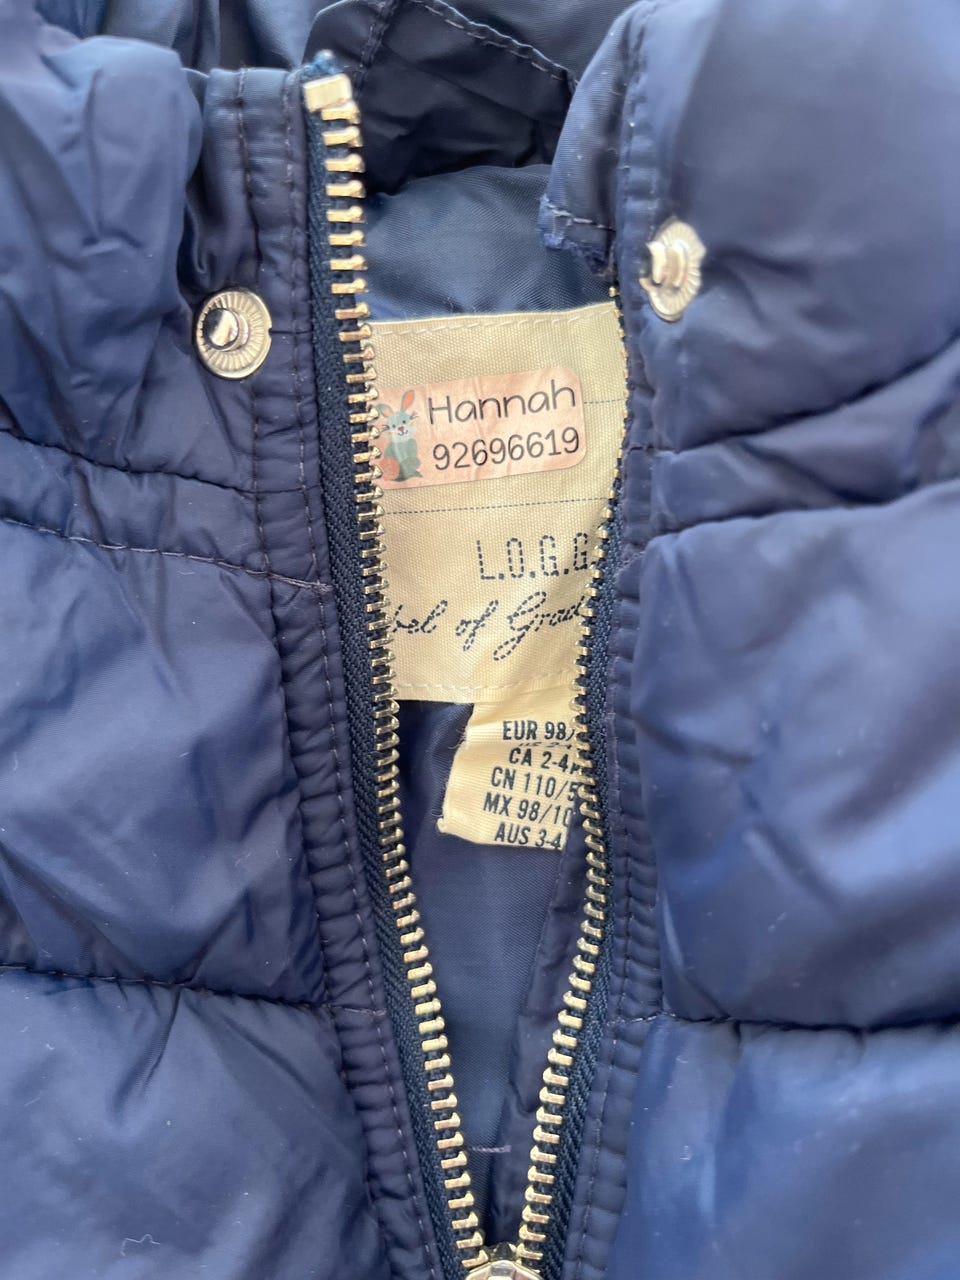 Hannah
92696619
L.O.G.G
of
EUR 98/
CA 2-4
CN 110/5
MX 98/10
AUS 3-4